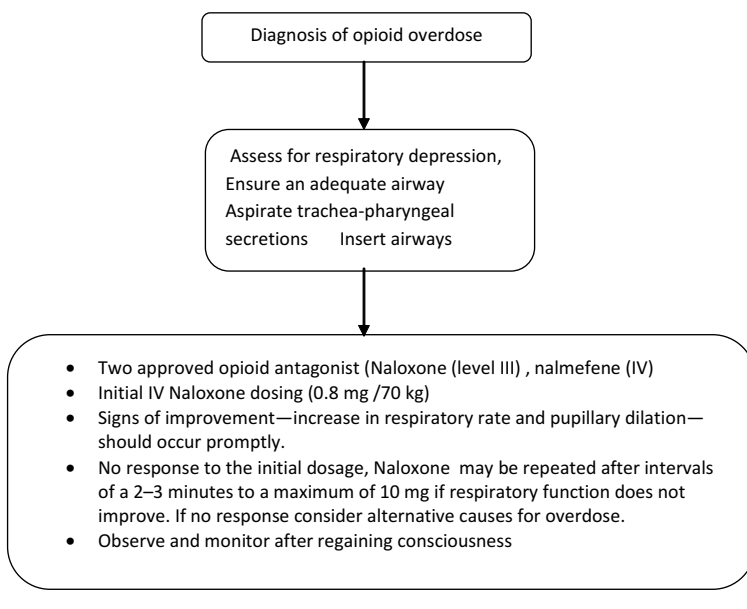 Diagnosis of opioid overdose
Assess for respiratory depression,
Ensure an adequate airway
Aspirate trachea-pharyngeal
secretions Insert airways
• Two approved opioid antagonist (Naloxone (level III) , nalmefene (IV)
• Initial IV Naloxone dosing (0.8 mg /70 kg)
• Signs of improvement—increase in respiratory rate and pupillary dilation—
should occur promptly.
• No response to the initial dosage, Naloxone may be repeated after intervals
of a 2–3 minutes to a maximum of 10 mg if respiratory function does not
improve. If no response consider alternative causes for overdose.
• Observe and monitor after regaining consciousness